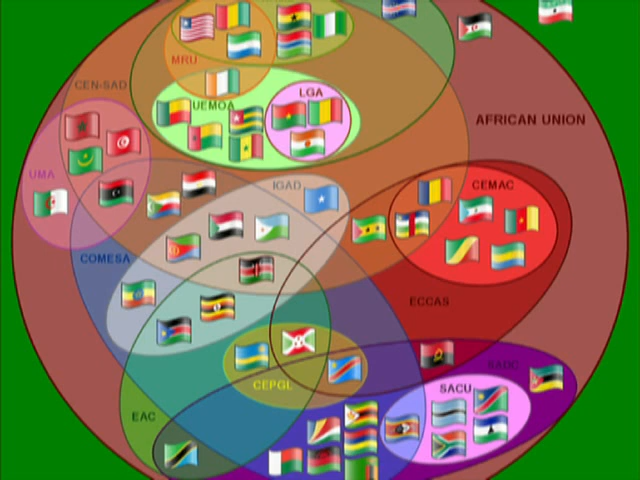 MRU
CEN-SAD
LGA
UEMOA
AFRICAN UNION
UMA
IGAD
CEMAC
COMESA
ECCAS
SADC
CEPGL
SACU
EAC